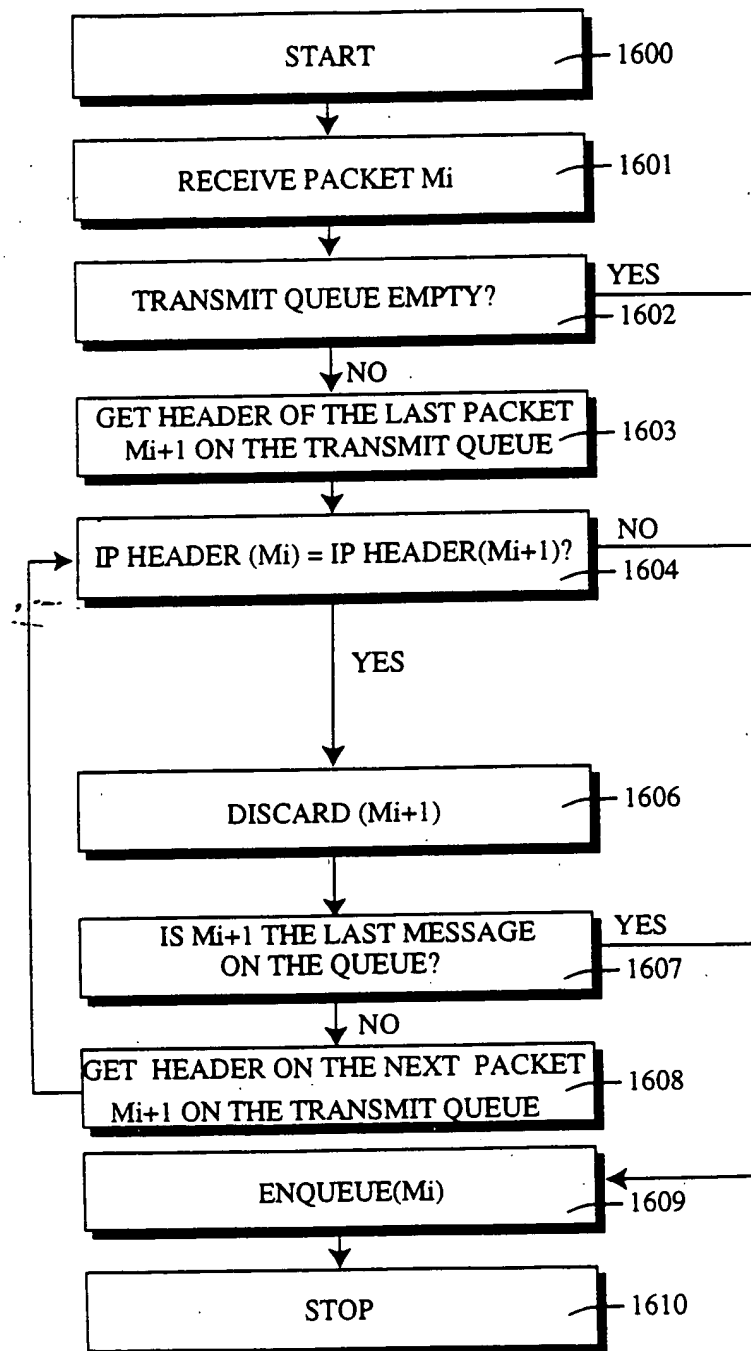 START
1600
RECEIVE PACKET Mi
1601
TRANSMIT QUEUE EMPTY?
YES
1602
NO
GET HEADER OF THE LAST PACKET
Mi+1 ON THE TRANSMIT QUEUE
1603
IP HEADER (Mi) = IP HEADER(Mi+1)?
NO
1604
YES
DISCARD (Mi+1)
1606
IS Mi+1 THE LAST MESSAGE
ON THE QUEUE?
YES
1607
NO
GET HEADER ON THE NEXT PACKET
Mi+1 ON THE TRANSMIT QUEUE
1608
ENQUEUE(Mi)
1609
STOP
1610